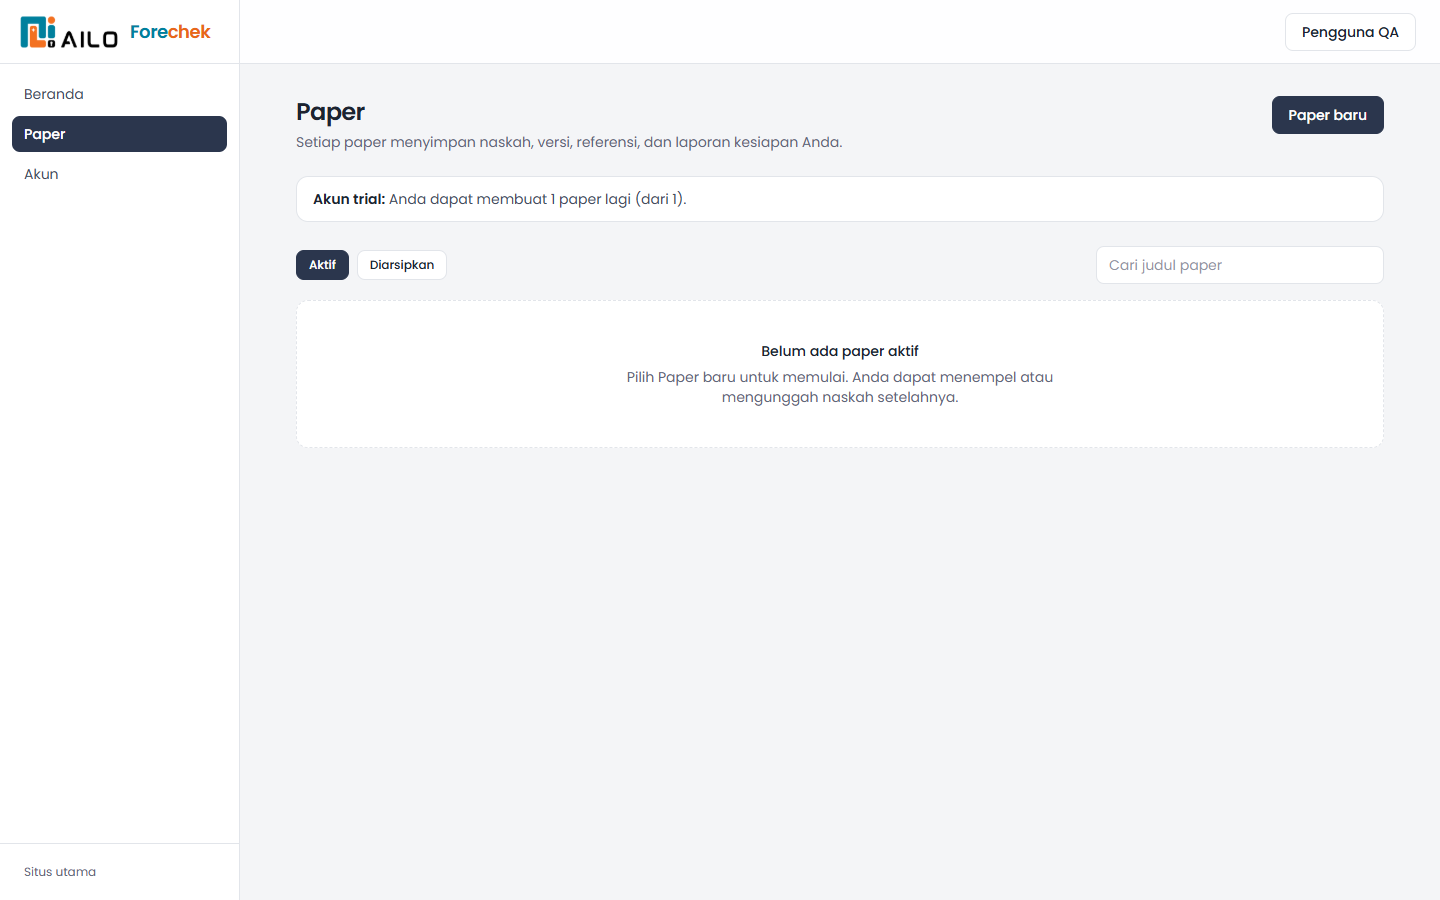 AILO Forechek
Pengguna QA
Beranda
Paper
Akun
Situs utama
Paper
Setiap paper menyimpan naskah, versi, referensi, dan laporan kesiapan Anda.
Paper baru
Akun trial: Anda dapat membuat 1 paper lagi (dari 1).
Aktif
Diarsipkan
Cari judul paper
Belum ada paper aktif
Pilih Paper baru untuk memulai. Anda dapat menempel atau
mengunggah naskah setelahnya.